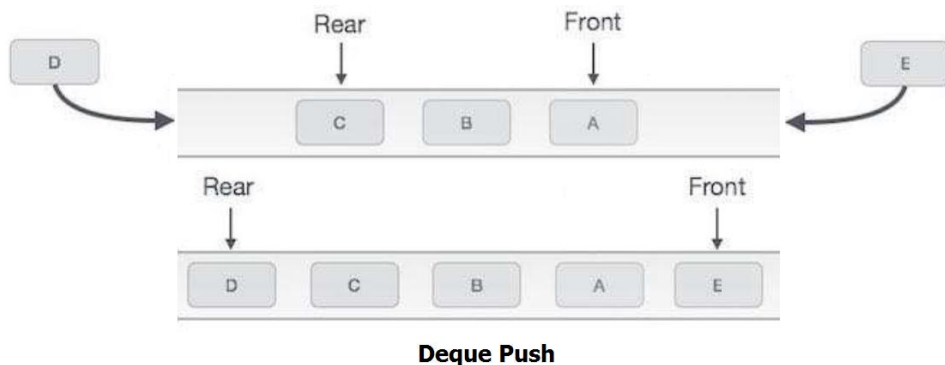 Rear Front
D E
C B A
Rear Front
D C B A E
Deque Push